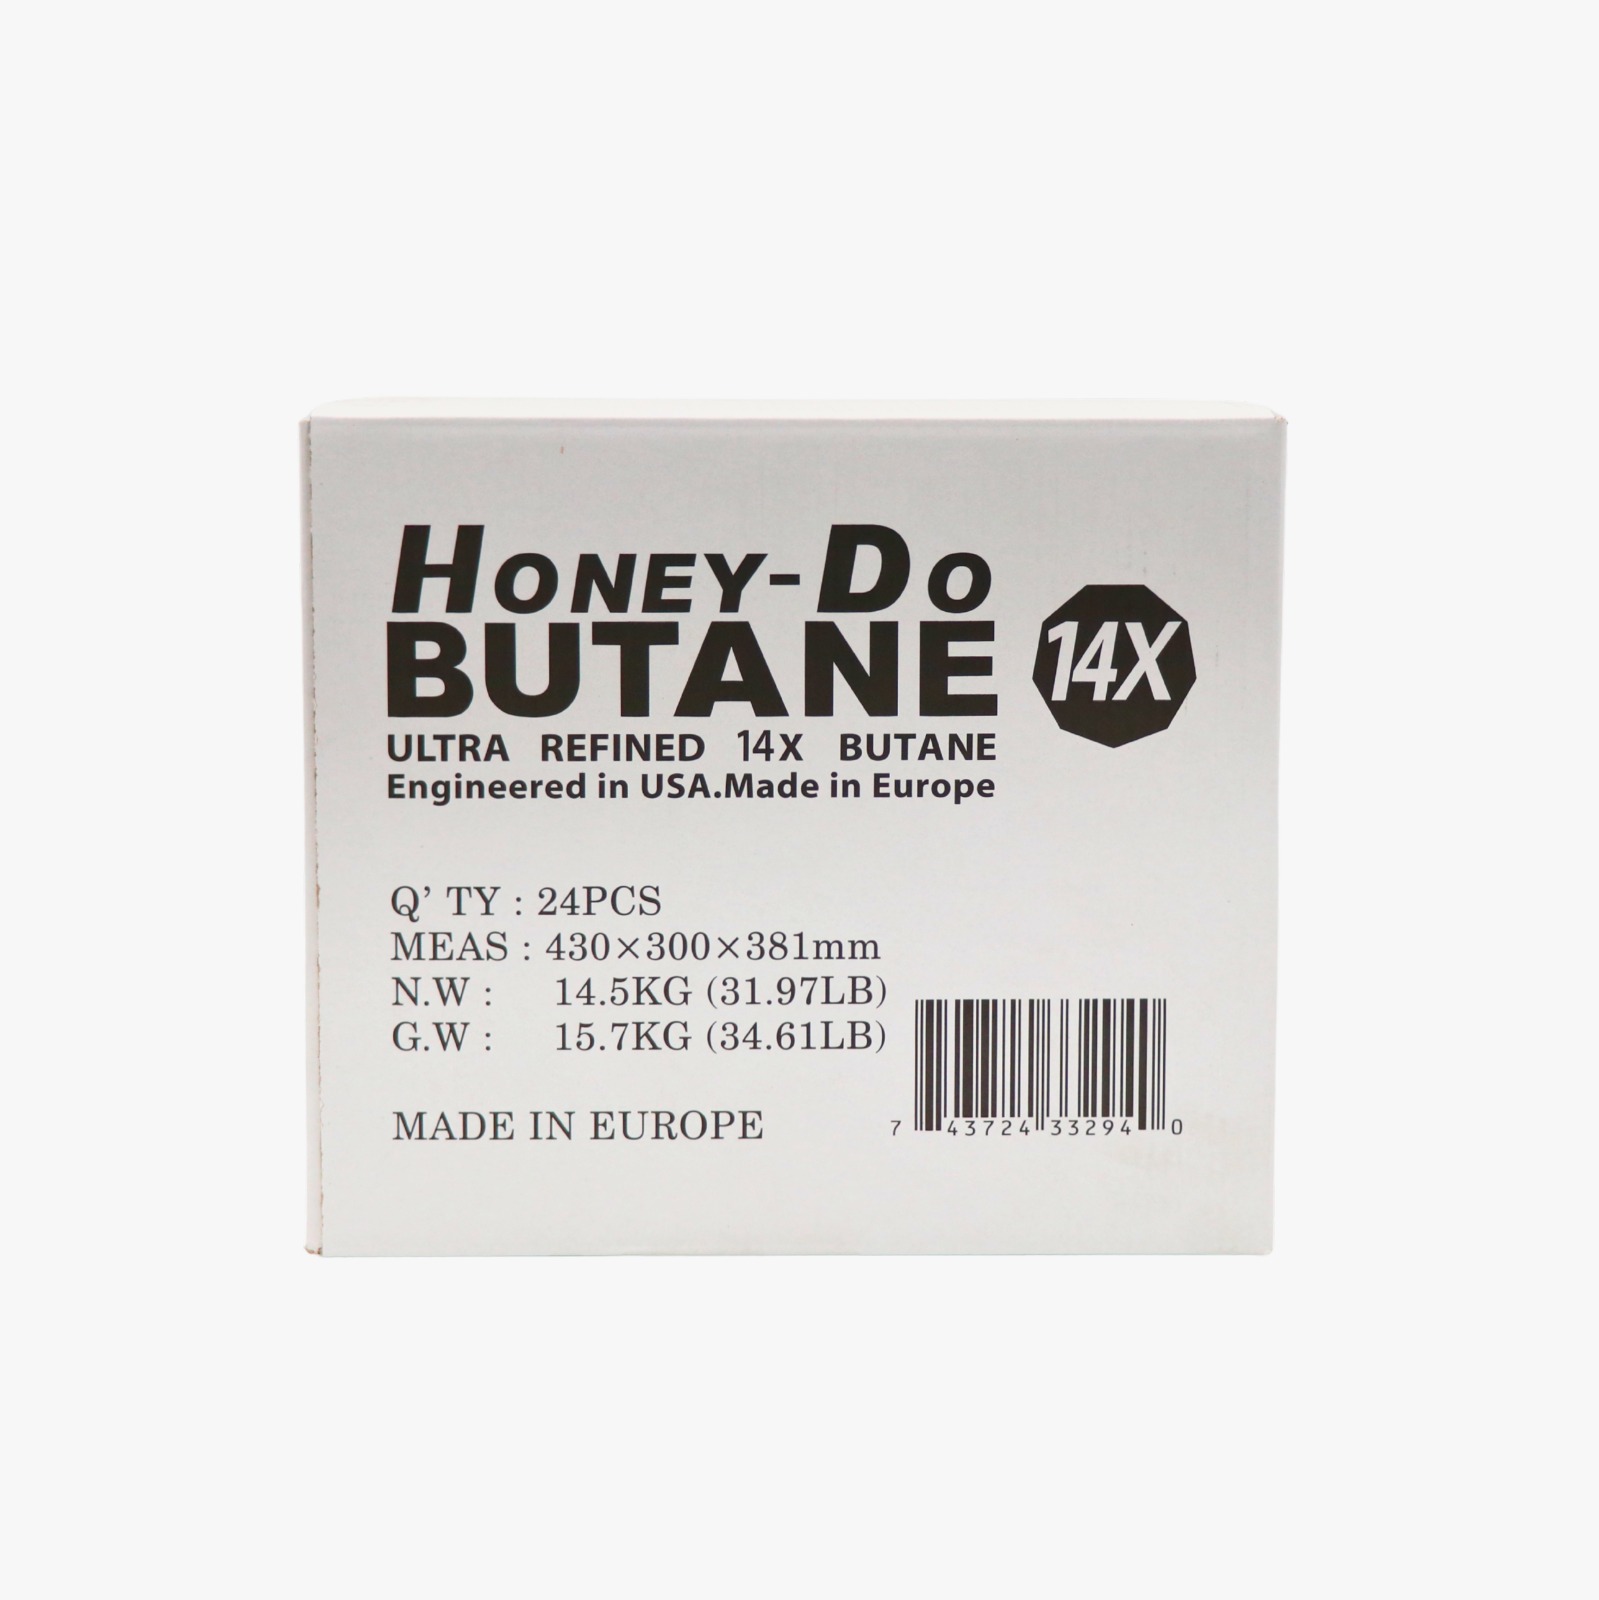 HONEY-DO
BUTANE
14X
ULTRA REFINED 14X BUTANE
Engineered in USA.Made in Europe
Q’ TY : 24PCS
MEAS : 430×300×381mm
N.W : 14.5KG (31.97LB)
G.W : 15.7KG (34.61LB)
MADE IN EUROPE
7 43724 33294 0